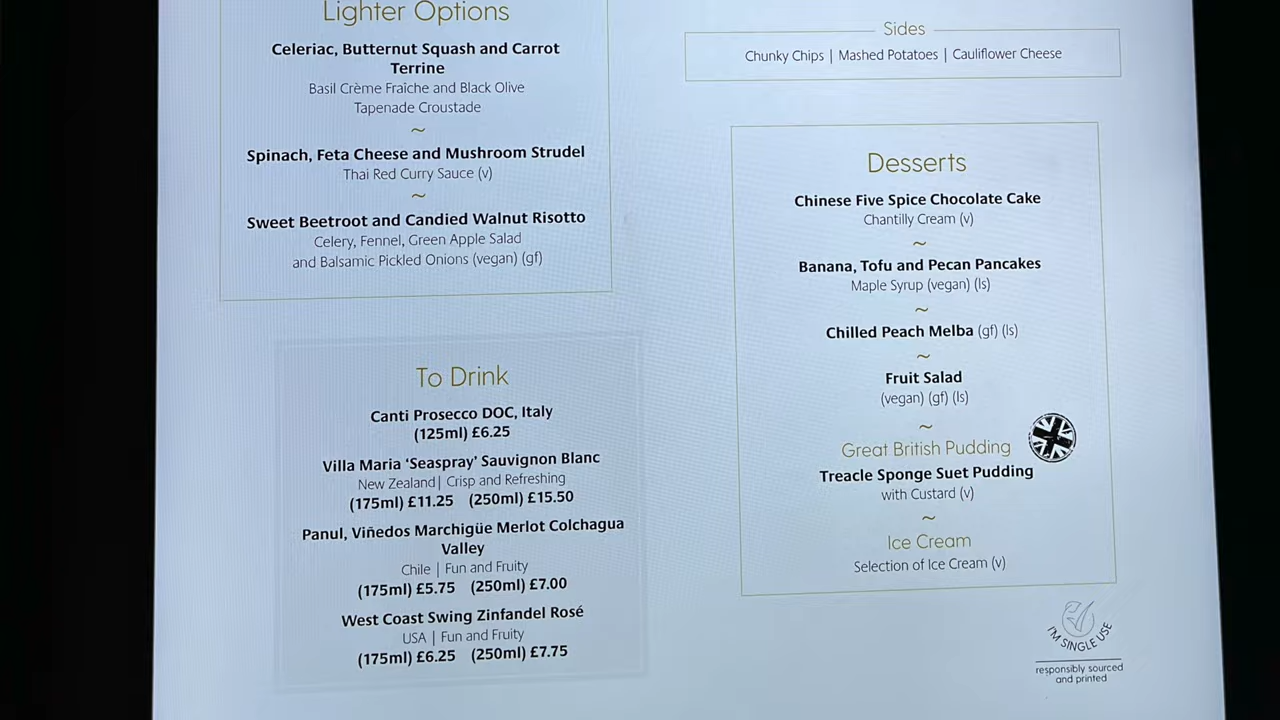 Lighter Options
Celeriac, Butternut Squash and Carrot
Terrine
Basil Crème Fraîche and Black Olive
Tapenade Croustade
~
Spinach, Feta Cheese and Mushroom Strudel
Thai Red Curry Sauce (v)
~
Sweet Beetroot and Candied Walnut Risotto
Celery, Fennel, Green Apple Salad
and Balsamic Pickled Onions (vegan) (gf)
To Drink
Canti Prosecco DOC, Italy
(125ml) £6.25
Villa Maria ‘Seaspray’ Sauvignon Blanc
New Zealand| Crisp and Refreshing
(175ml) £11.25 (250ml) £15.50
Panul, Viñedos Marchigüe Merlot Colchagua
Valley
Chile | Fun and Fruity
(175ml) £5.75 (250ml) £7.00
West Coast Swing Zinfandel Rosé
USA | Fun and Fruity
(175ml) £6.25 (250ml) £7.75
Sides
Chunky Chips | Mashed Potatoes | Cauliflower Cheese
Desserts
Chinese Five Spice Chocolate Cake
Chantilly Cream (v)
~
Banana, Tofu and Pecan Pancakes
Maple Syrup (vegan) (ls)
~
Chilled Peach Melba (gf) (ls)
~
Fruit Salad
(vegan) (gf) (ls)
~
Great British Pudding
Treacle Sponge Suet Pudding
with Custard (v)
~
Ice Cream
Selection of Ice Cream (v)
I'M SINGLE USE
responsibly sourced
and printed